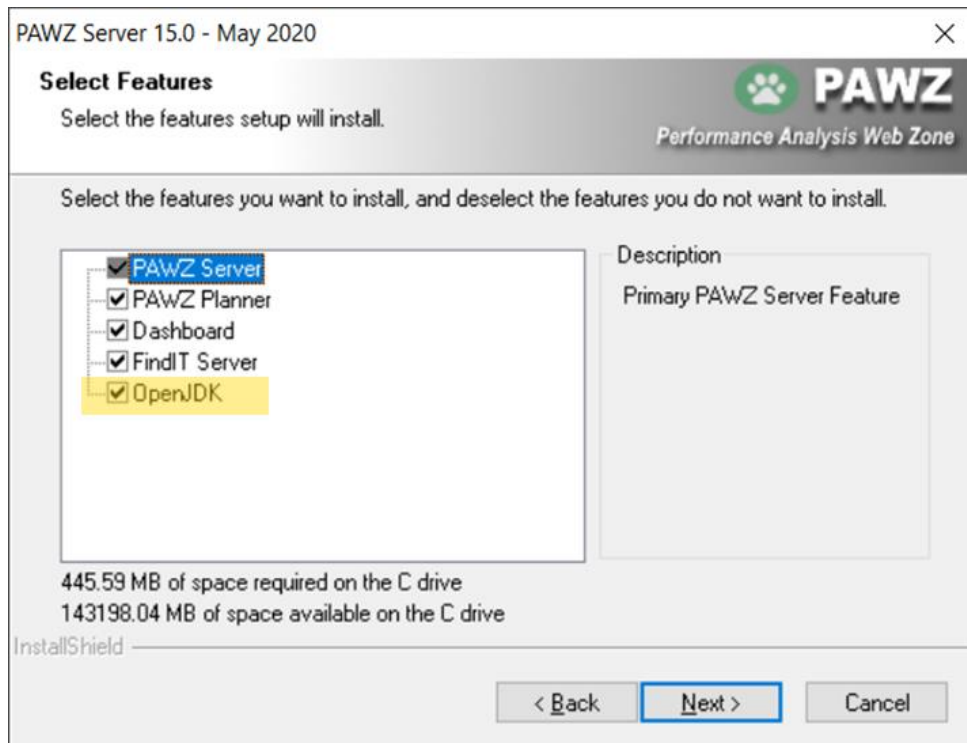 PAWZ Server 15.0 - May 2020
Select Features
Select the features setup will install.
PAWZ
Performance Analysis Web Zone
Select the features you want to install, and deselect the features you do not want to install.
PAWZ Server
PAWZ Planner
Dashboard
FindIT Server
OpenJDK
Description
Primary PAWZ Server Feature
445.59 MB of space required on the C drive
143198.04 MB of space available on the C drive
InstallShield
< Back
Next >
Cancel